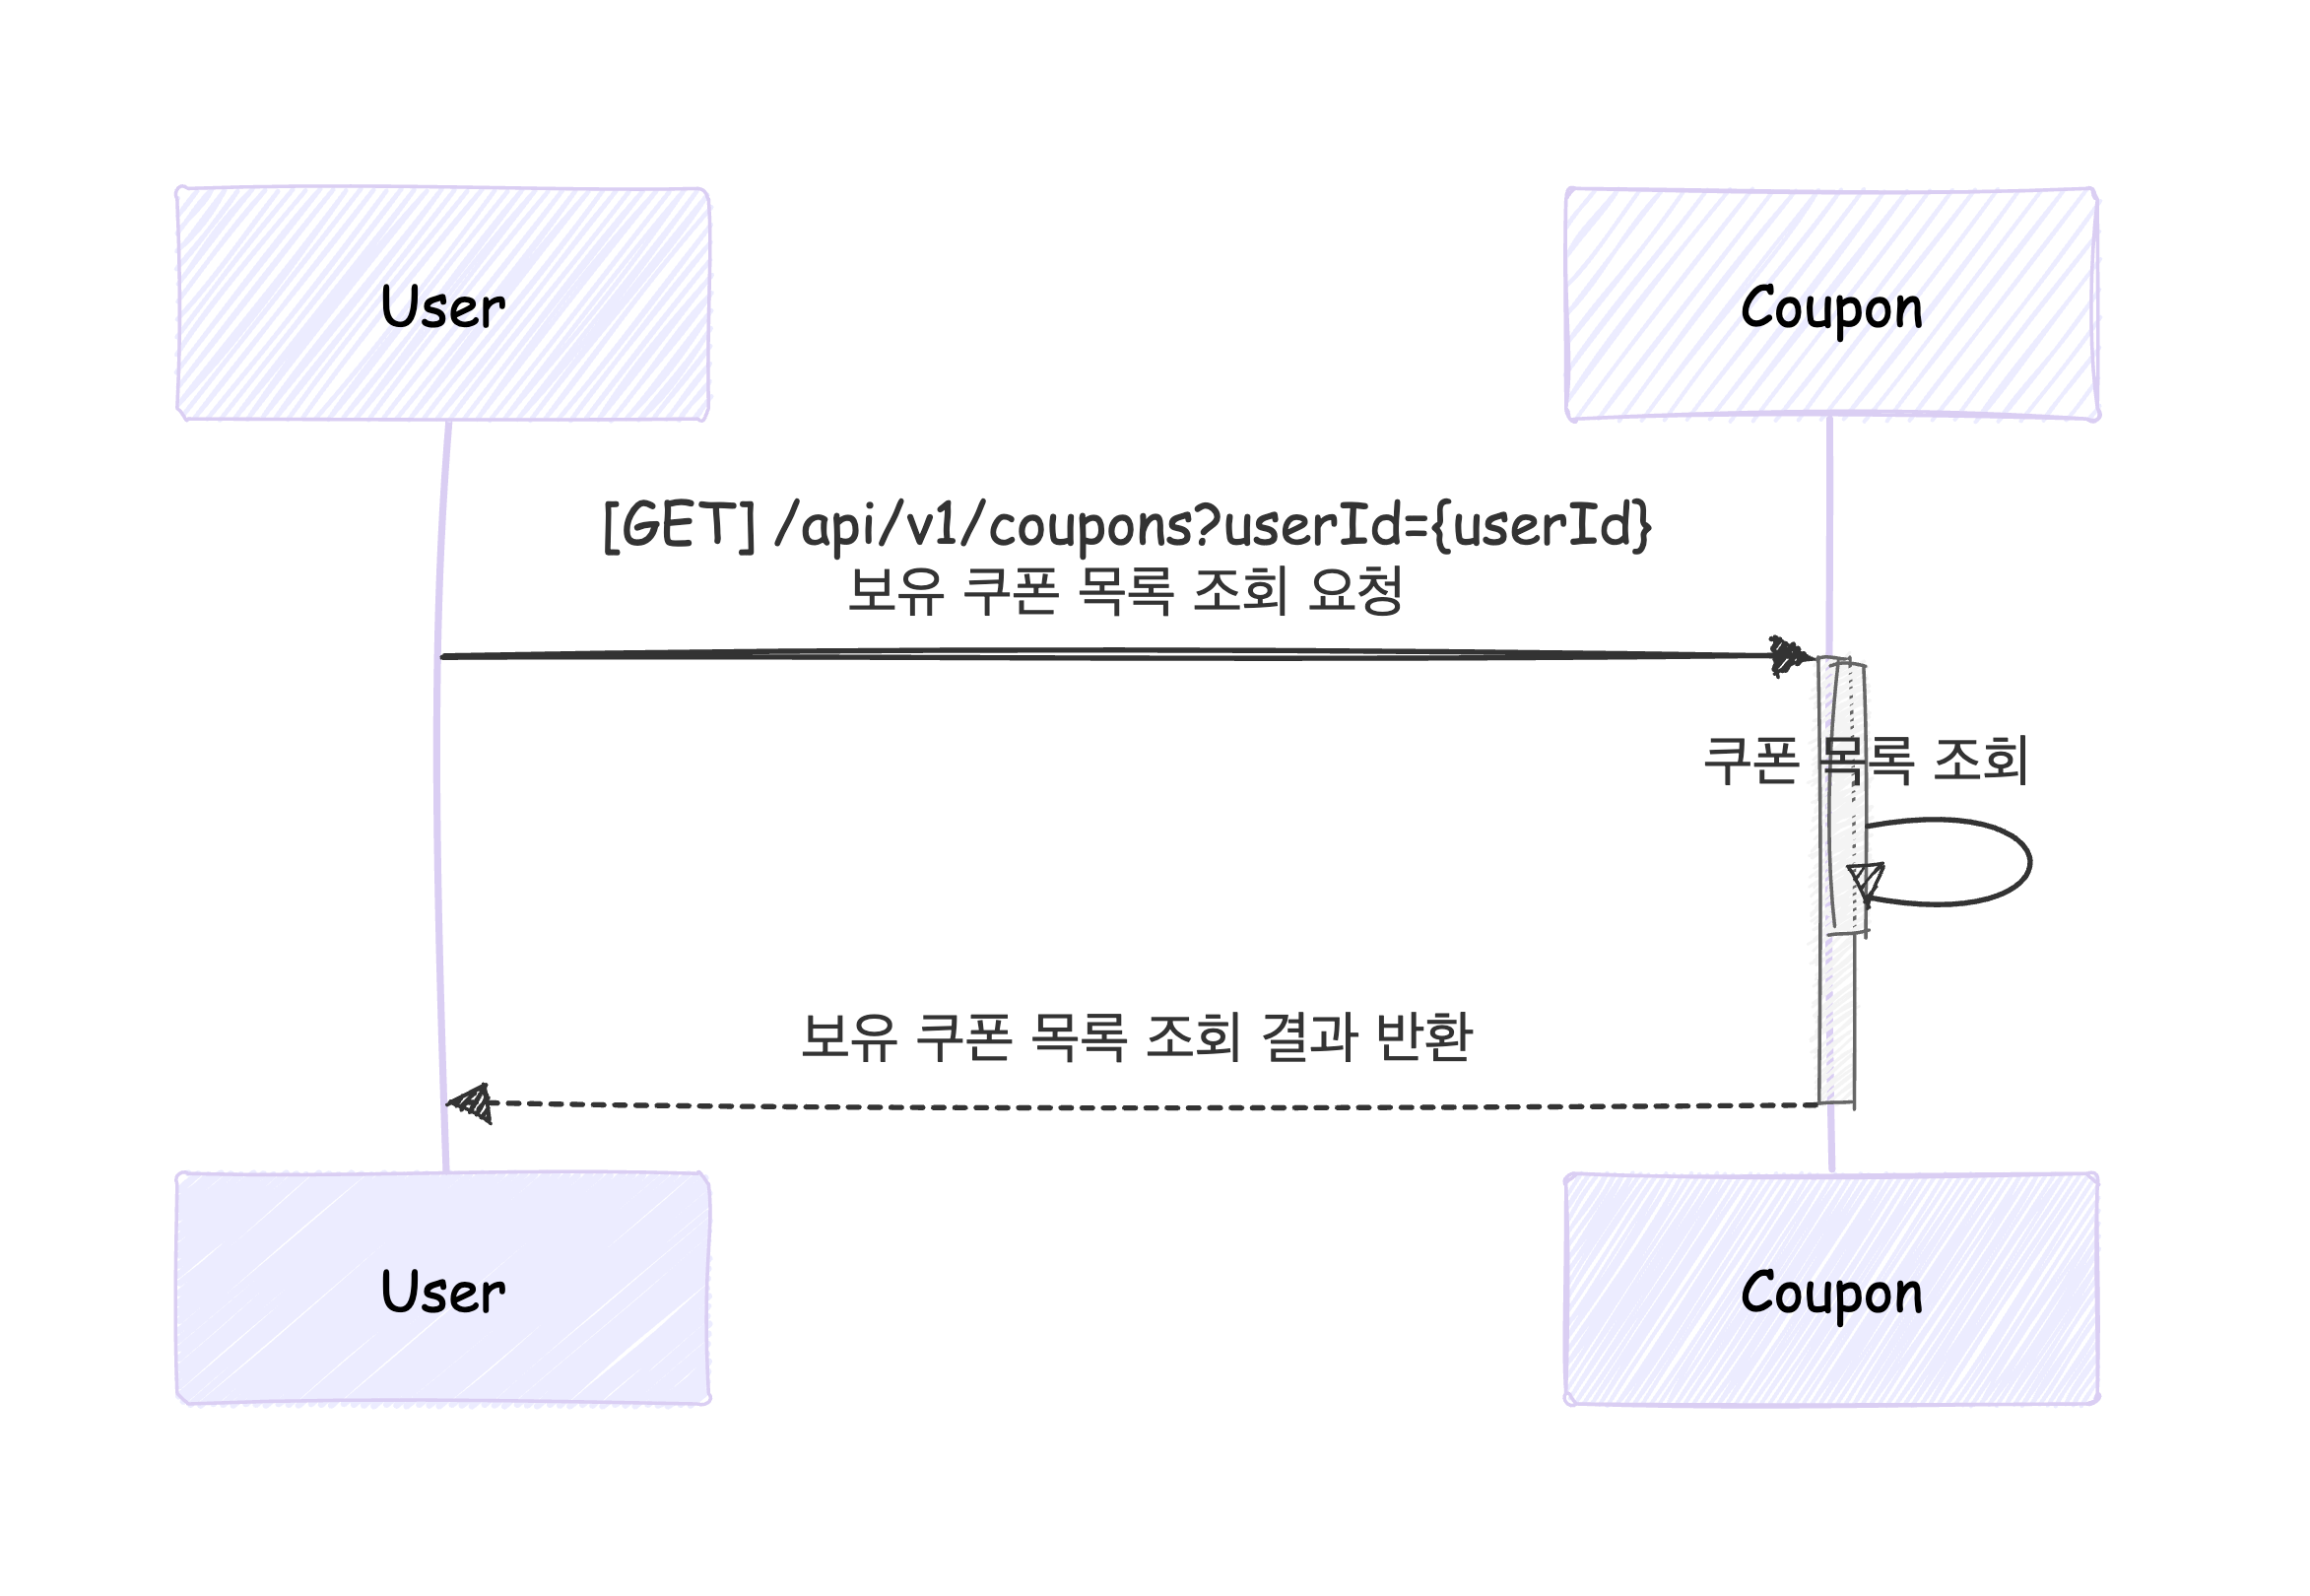 User
Coupon
[GET] /api/v1/coupons?userId={userId}
보유 쿠폰 목록 조회 요청
쿠폰 목록 조회
보유 쿠폰 목록 조회 결과 반환
User
Coupon